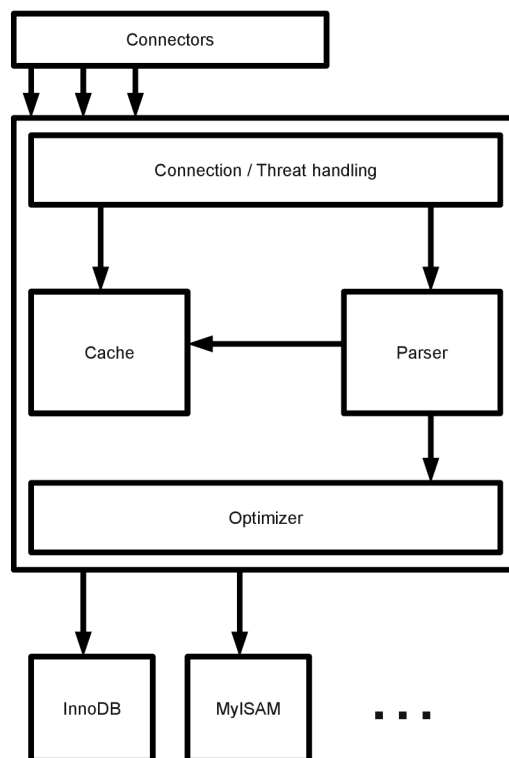 Connectors
Connection / Threat handling
Cache
Parser
Optimizer
InnoDB
MyISAM
...